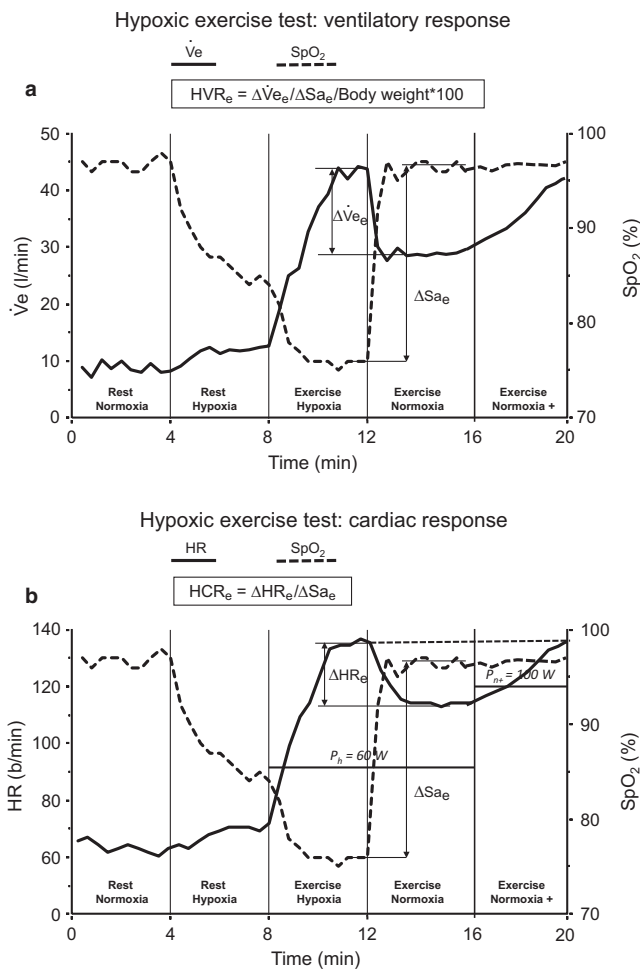 Hypoxic exercise test: ventilatory response
V̇e SpO₂
a
HVRₑ = ΔV̇eₑ/ΔSaₑ/Body weight*100
50 100
40 90
30 80
20
10
0 70
V̇e (l/min)
SpO₂ (%)
ΔV̇eₑ
ΔSaₑ
Rest Normoxia
Rest Hypoxia
Exercise Hypoxia
Exercise Normoxia
Exercise Normoxia +
0 4 8 12 16 20
Time (min)
Hypoxic exercise test: cardiac response
HR SpO₂
HCRₑ = ΔHRₑ/ΔSaₑ
b
140 100
120 90
100
80 80
60
40 70
HR (b/min)
SpO₂ (%)
ΔHRₑ
Pₙ₊ = 100 W
Pₕ = 60 W
ΔSaₑ
Rest Normoxia
Rest Hypoxia
Exercise Hypoxia
Exercise Normoxia
Exercise Normoxia +
0 4 8 12 16 20
Time (min)